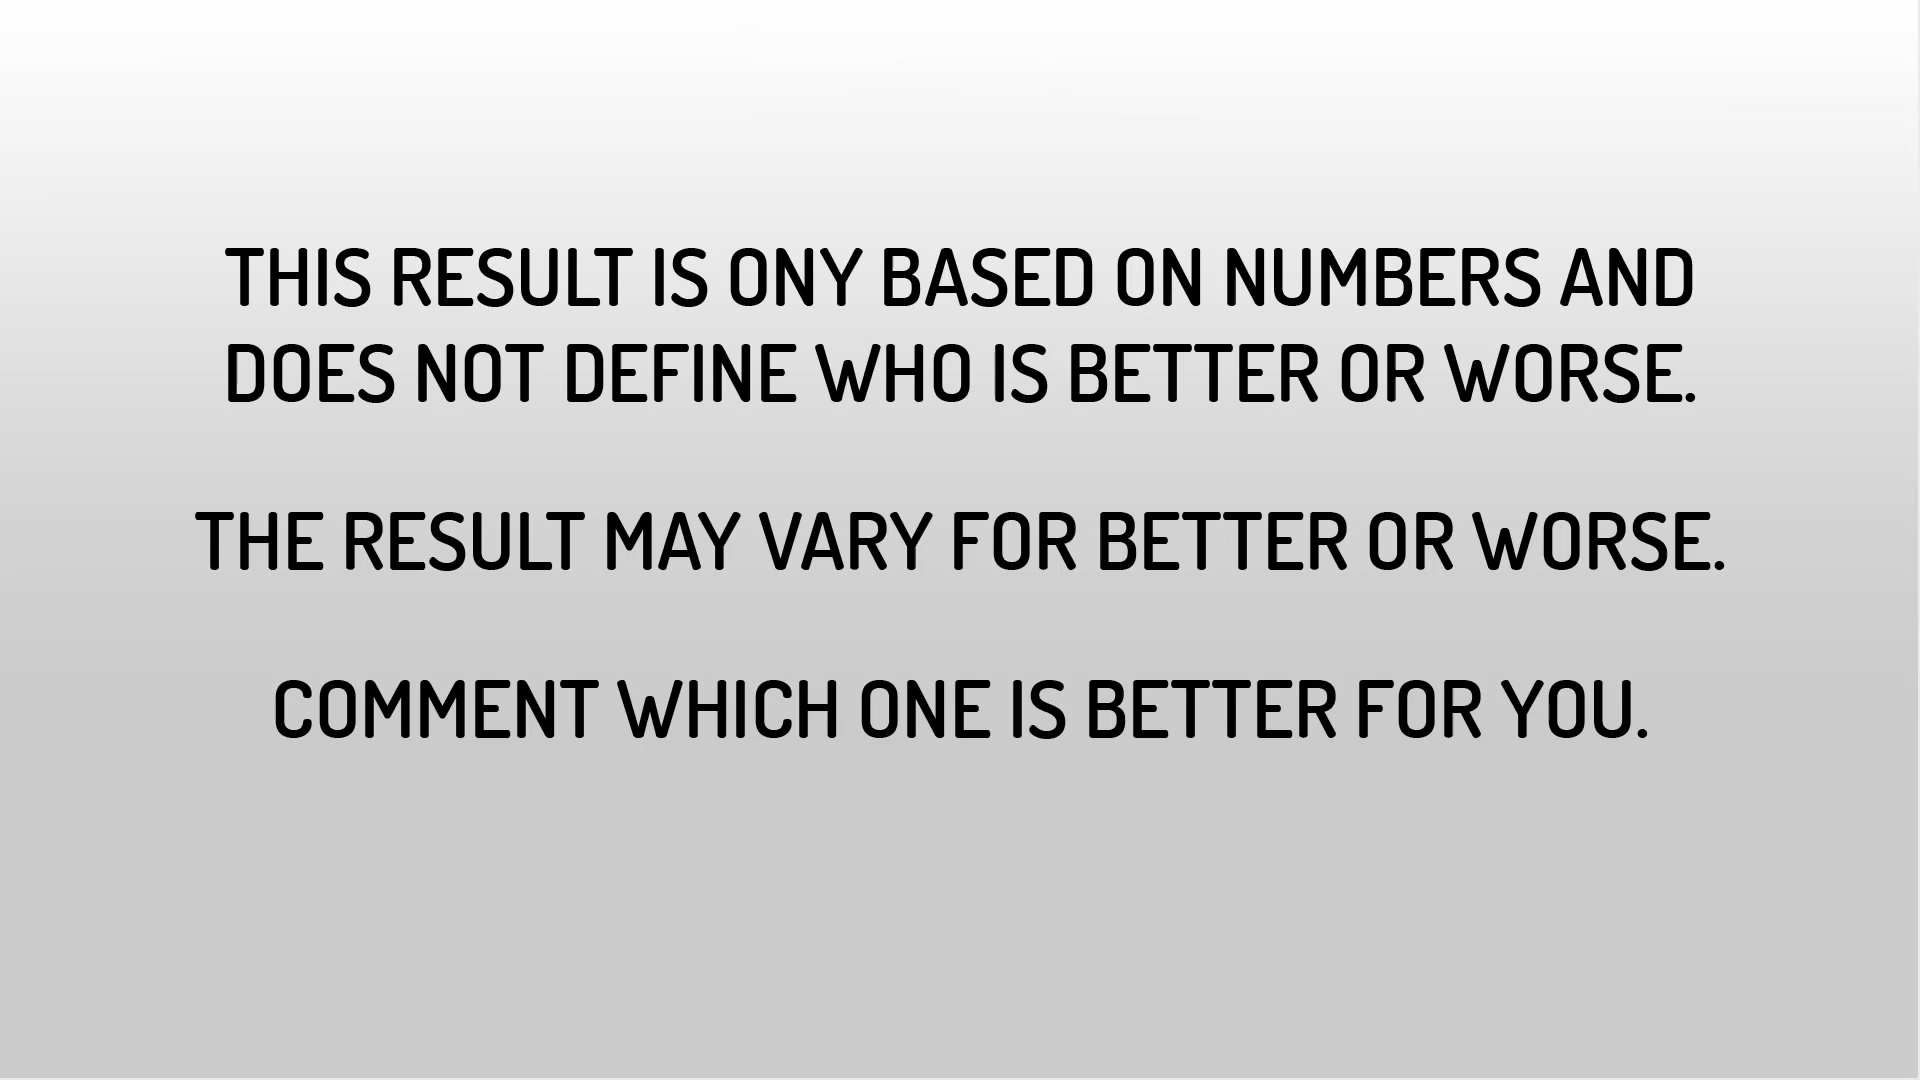 THIS RESULT IS ONY BASED ON NUMBERS AND
DOES NOT DEFINE WHO IS BETTER OR WORSE.
THE RESULT MAY VARY FOR BETTER OR WORSE.
COMMENT WHICH ONE IS BETTER FOR YOU.